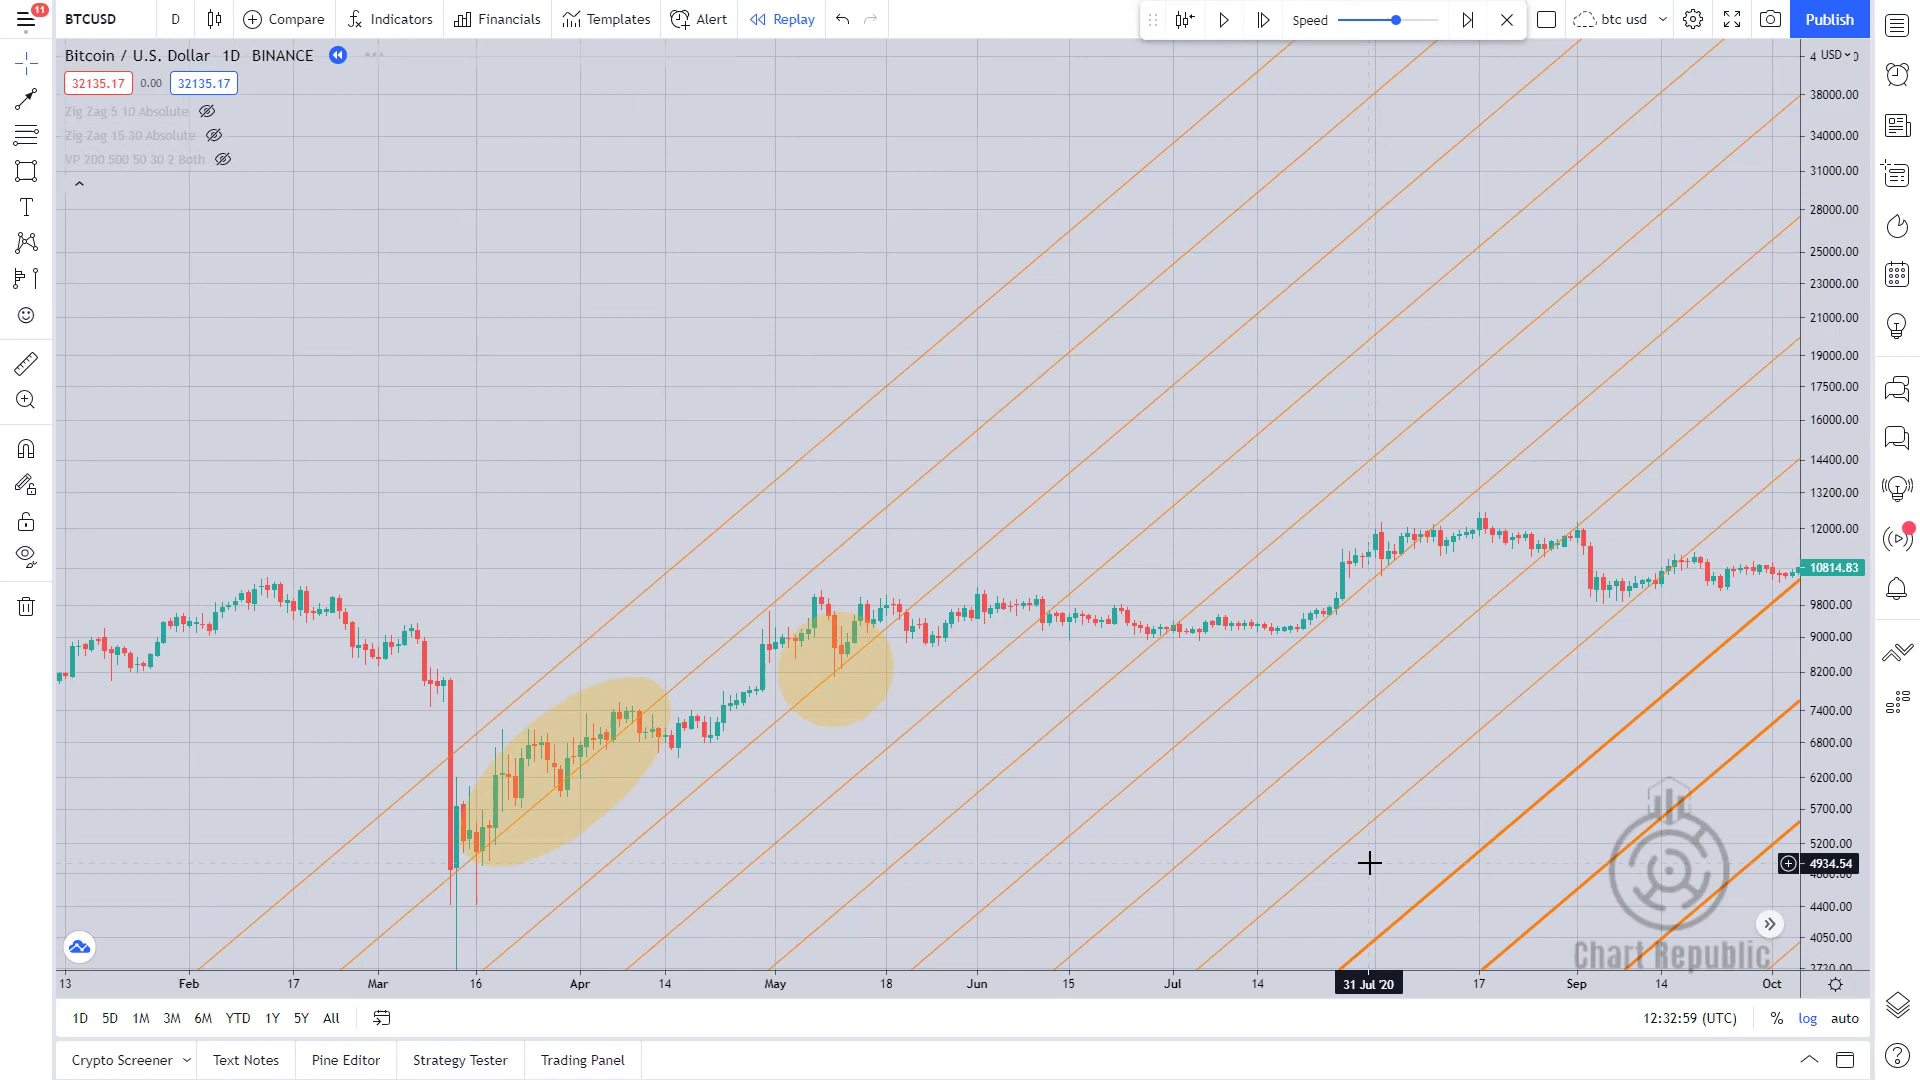 11
BTCUSD D Compare Indicators Financials Templates Alert Replay Speed btc usd Publish
Bitcoin / U.S. Dollar 1D BINANCE
32135.17 0.00 32135.17
Zig Zag 5 10 Absolute
Zig Zag 15 30 Absolute
VP 200 500 50 30 2 Both
USD
38000.00
34000.00
31000.00
28000.00
25000.00
23000.00
21000.00
19000.00
17500.00
16000.00
14400.00
13200.00
12000.00
10814.83
9800.00
9000.00
8200.00
7400.00
6800.00
6200.00
5700.00
5200.00
4934.54
4400.00
4050.00
3730.00
Chart Republic
13 Feb 17 Mar 16 Apr 14 May 18 Jun 15 Jul 14 31 Jul '20 17 Sep 14 Oct
1D 5D 1M 3M 6M YTD 1Y 5Y All 12:32:59 (UTC) % log auto
Crypto Screener Text Notes Pine Editor Strategy Tester Trading Panel